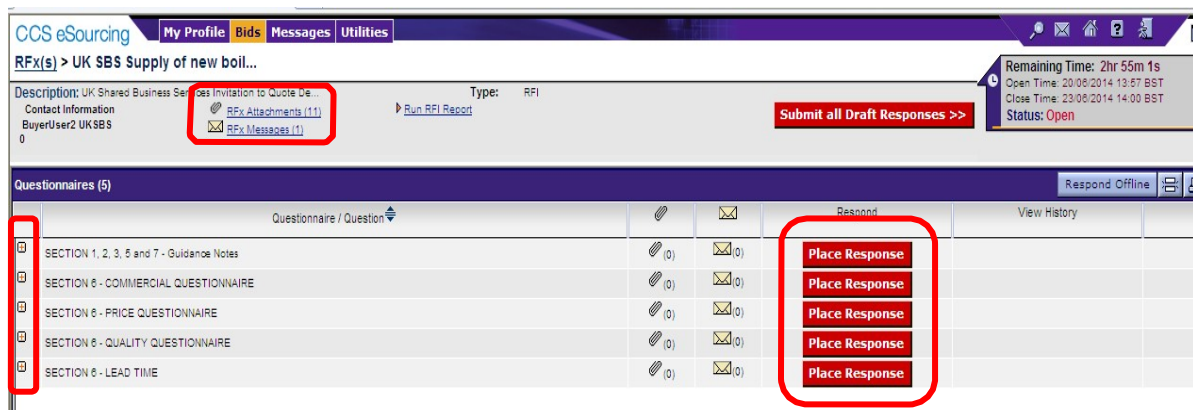 CCS eSourcing My Profile Bids Messages Utilities
RFx(s) > UK SBS Supply of new boil...
Remaining Time: 2hr 55m 1s
Open Time: 20/06/2014 13:57 BST
Close Time: 23/06/2014 14:00 BST
Status: Open
Description: UK Shared Business Services Invitation to Quote De...
Type: RFI
Contact Information
RFx Attachments (11)
Run RFI Report
BuyerUser2 UKSBS
RFx Messages (1)
0
Submit all Draft Responses >>
Questionnaires (5) Respond Offline
Questionnaire / Question Respond View History
SECTION 1, 2, 3, 5 and 7 - Guidance Notes (0) (0) Place Response
SECTION 6 - COMMERCIAL QUESTIONNAIRE (0) (0) Place Response
SECTION 6 - PRICE QUESTIONNAIRE (0) (0) Place Response
SECTION 6 - QUALITY QUESTIONNAIRE (0) (0) Place Response
SECTION 6 - LEAD TIME (0) (0) Place Response